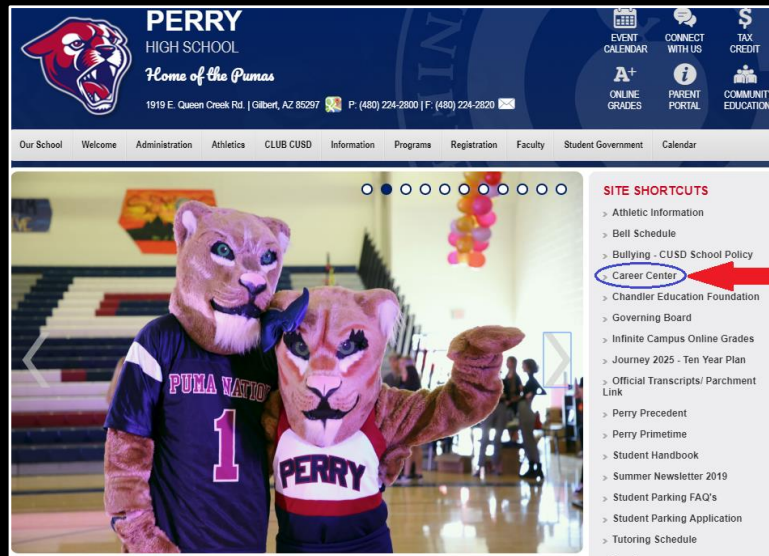 PERRY
HIGH SCHOOL
Home of the Pumas
1919 E. Queen Creek Rd. | Gilbert, AZ 85297 P: (480) 224-2800 | F: (480) 224-2820
EVENT CALENDAR
CONNECT WITH US
$
TAX CREDIT
A+
ONLINE GRADES
i
PARENT PORTAL
COMMUNITY EDUCATION
Our School Welcome Administration Athletics CLUB CUSD Information Programs Registration Faculty Student Government Calendar
PUMA NATION
1
PERRY
SITE SHORTCUTS
» Athletic Information
» Bell Schedule
» Bullying - CUSD School Policy
» Career Center
» Chandler Education Foundation
» Governing Board
» Infinite Campus Online Grades
» Journey 2025 - Ten Year Plan
» Official Transcripts/ Parchment
Link
» Perry Precedent
» Perry Primetime
» Student Handbook
» Summer Newsletter 2019
» Student Parking FAQ's
» Student Parking Application
» Tutoring Schedule